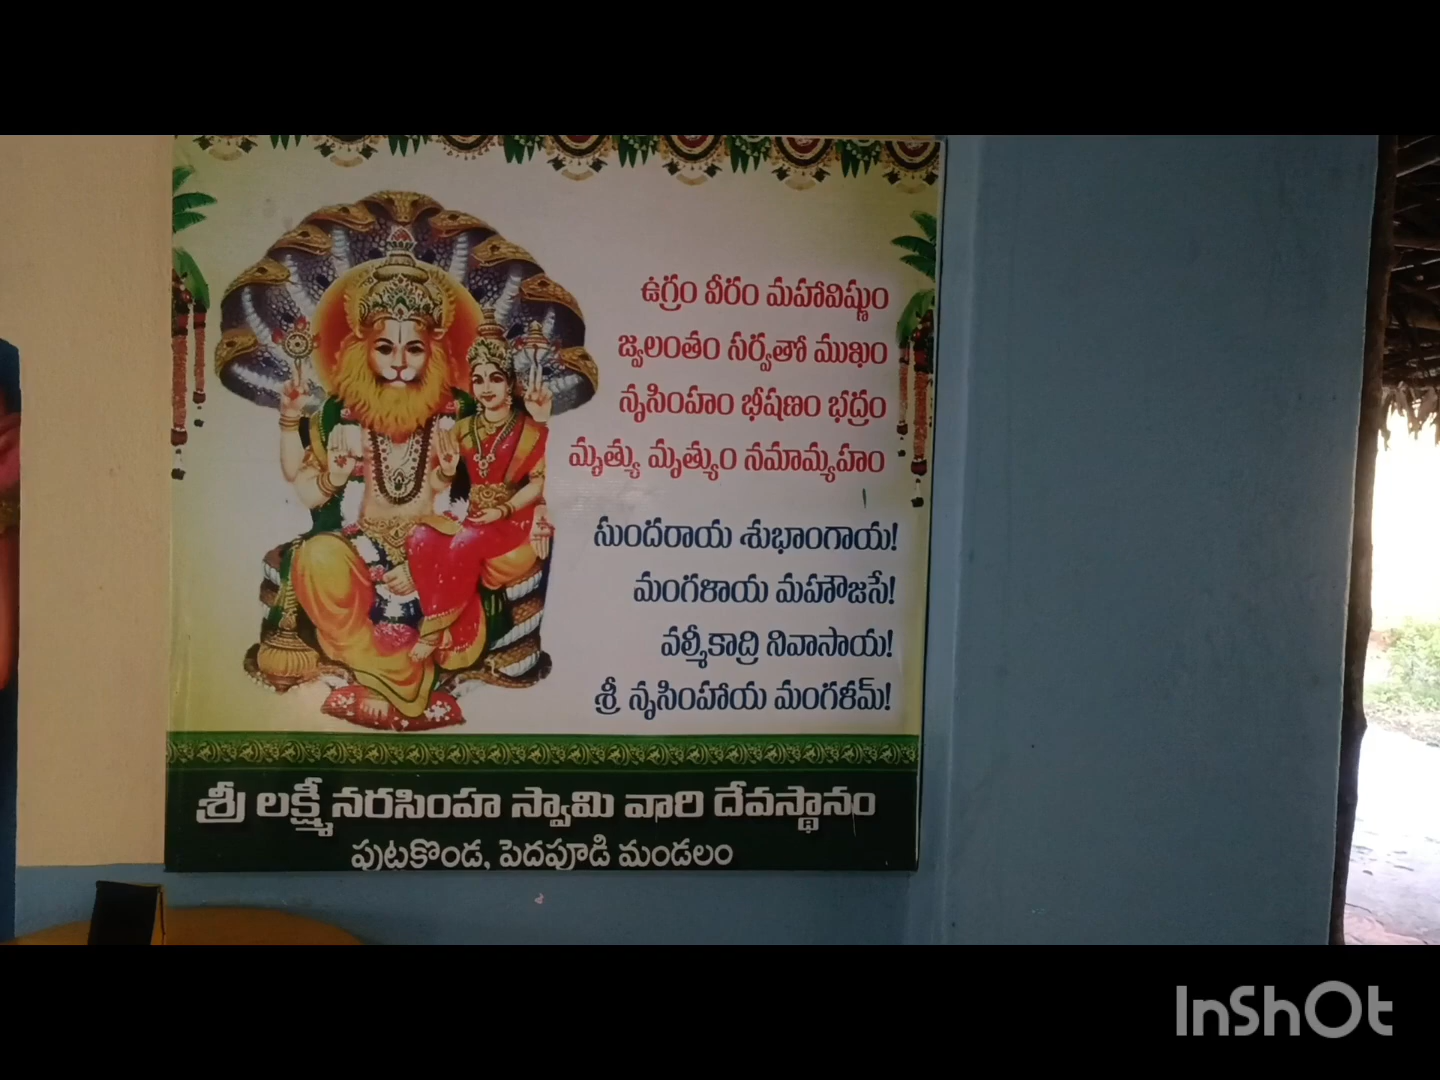 ఉగ్రం వీరం మహావిష్ణుం
జ్వలంతం సర్వతో ముఖం
నృసింహం భీషణం భద్రం
మృత్యు మృత్యుం నమామ్యహం
సుందరాయ శుభాంగాయ!
మంగళాయ మహౌజసే!
వల్మీకాద్రి నివాసాయ!
శ్రీ నృసింహాయ మంగళమ్!
శ్రీ లక్ష్మీ నరసింహ స్వామి వారి దేవస్థానం
పుట్టకొండ, పెదపూడి మండలం
InShOt